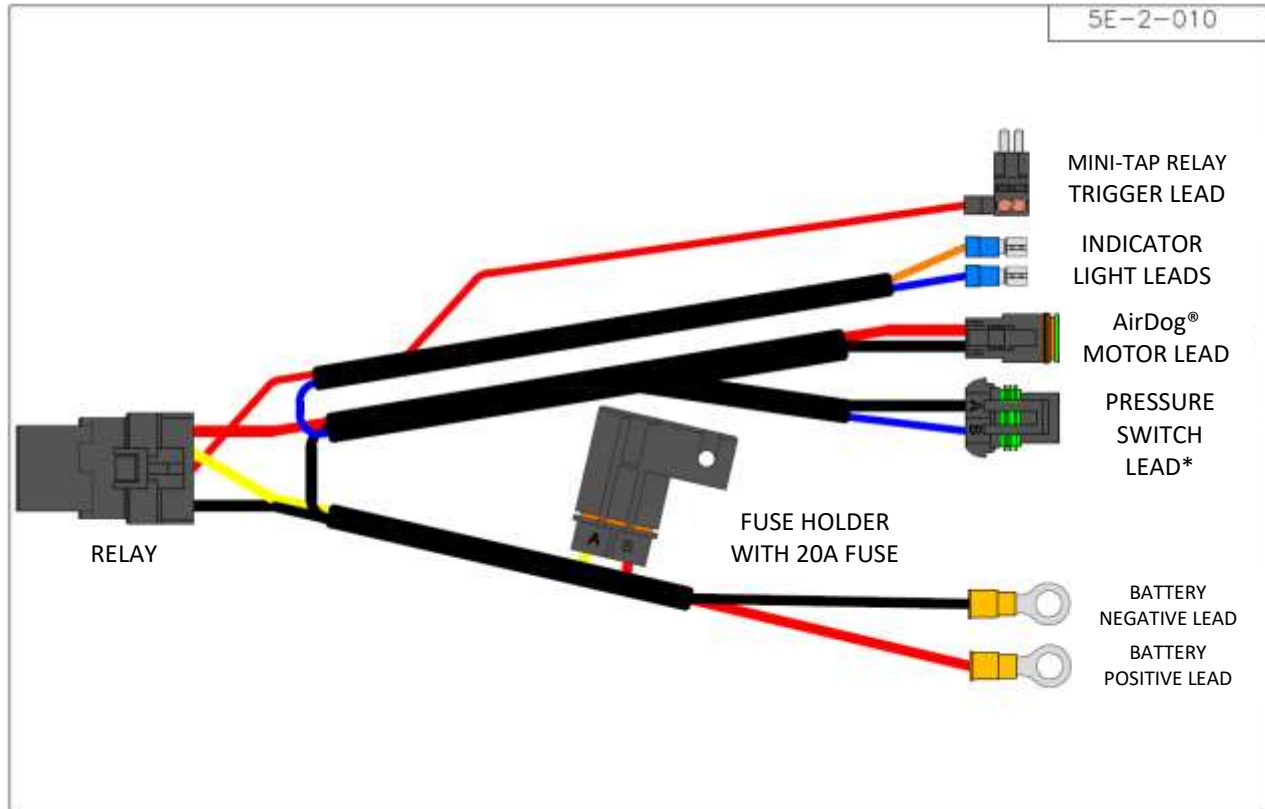 5E-2-010
MINI-TAP RELAY
TRIGGER LEAD
INDICATOR
LIGHT LEADS
AirDog®
MOTOR LEAD
A
B
PRESSURE
SWITCH
LEAD*
A
B
FUSE HOLDER
WITH 20A FUSE
RELAY
BATTERY
NEGATIVE LEAD
BATTERY
POSITIVE LEAD